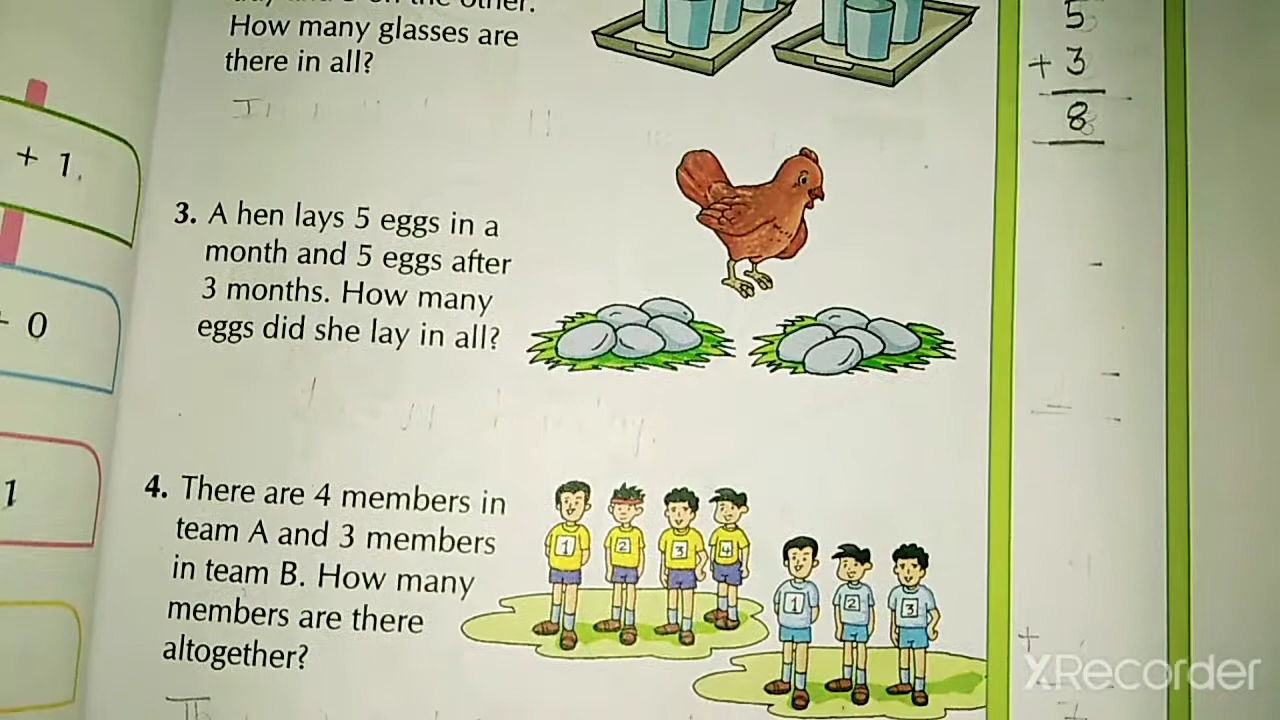 How many glasses are
there in all?
5
+ 3
8
+ 1.
3. A hen lays 5 eggs in a
month and 5 eggs after
3 months. How many
eggs did she lay in all?
0
1
4. There are 4 members in
team A and 3 members
in team B. How many
members are there
altogether?
1 2 3 4
1 2 3
XRecorder